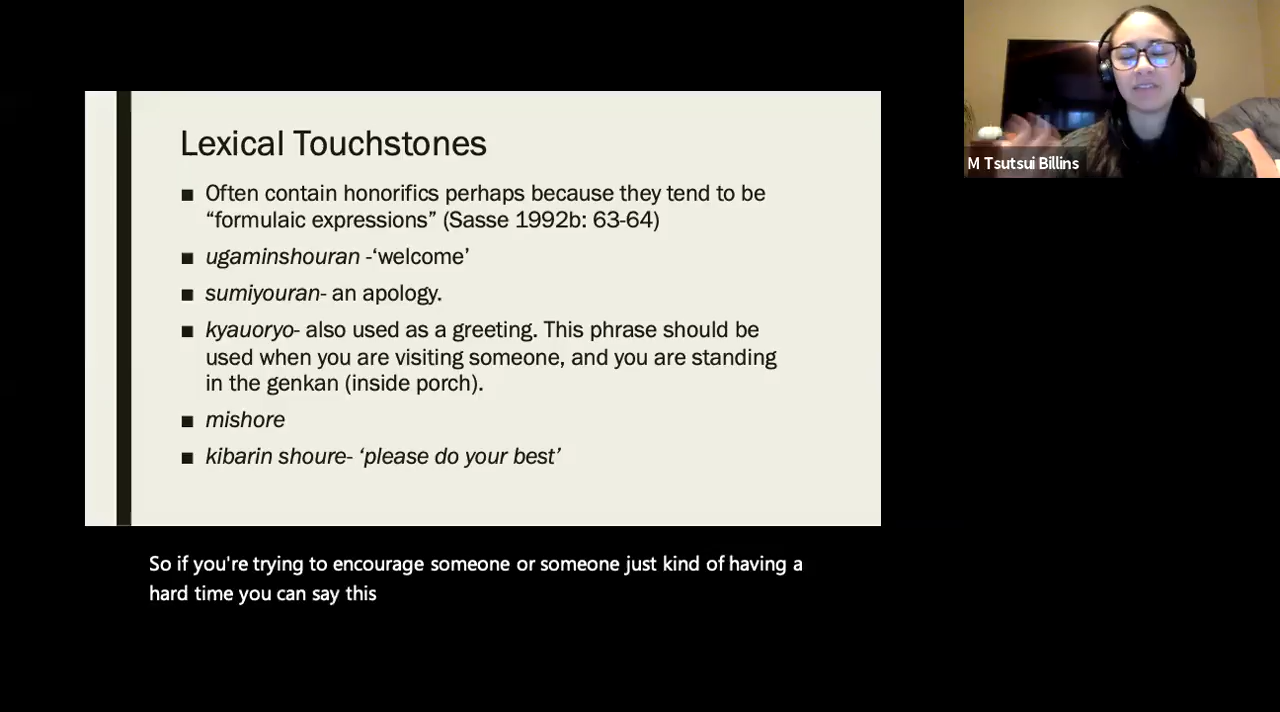 Lexical Touchstones
■ Often contain honorifics perhaps because they tend to be
“formulaic expressions” (Sasse 1992b: 63-64)
■ ugaminshouran -‘welcome’
■ sumiyouran- an apology.
■ kyauoryo- also used as a greeting. This phrase should be
used when you are visiting someone, and you are standing
in the genkan (inside porch).
■ mishore
■ kibarin shoure- ‘please do your best’
M Tsutsui Billins
So if you're trying to encourage someone or someone just kind of having a
hard time you can say this